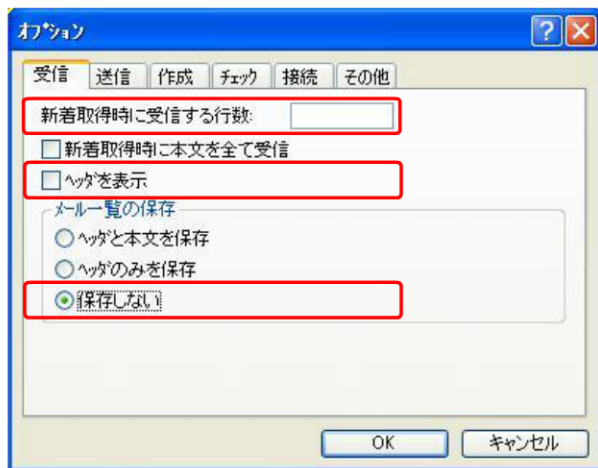 ｵﾌﾟｼｮﾝ
受信 送信 作成 ﾁｪｯｸ 接続 その他
新着取得時に受信する行数:
新着取得時に本文を全て受信
ﾍｯﾀﾞを表示
ﾒｰﾙ一覧の保存
ﾍｯﾀﾞと本文を保存
ﾍｯﾀﾞのみを保存
保存しない
OK キャンセル